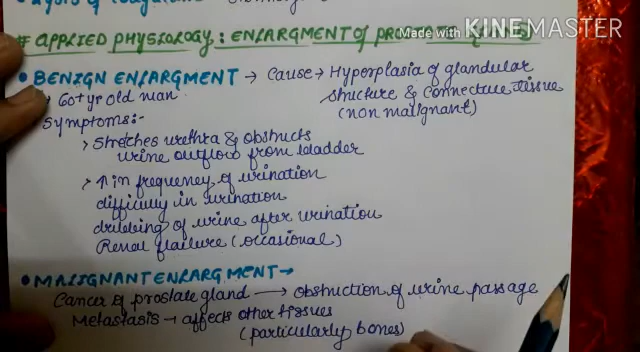 Made with KINEMASTER
# APPLIED PHYSIOLOGY : ENLARGMENT OF
• BENIGN ENLARGMENT → Cause → Hyperplasia of glandular
→ 60+ yr old man structure & connective tissue
Symptoms:- (non malignant)
> Stretches urethra & obstructs
urine outflow from bladder
> ↑ in frequency of urination
difficulty in urination
dribbling of urine after urination
Renal failure (occasional)
• MALIGNANT ENLARGMENT →
Cancer of prostate gland → obstruction of urine passage
Metastasis → affects other tissues
(particularly bones)